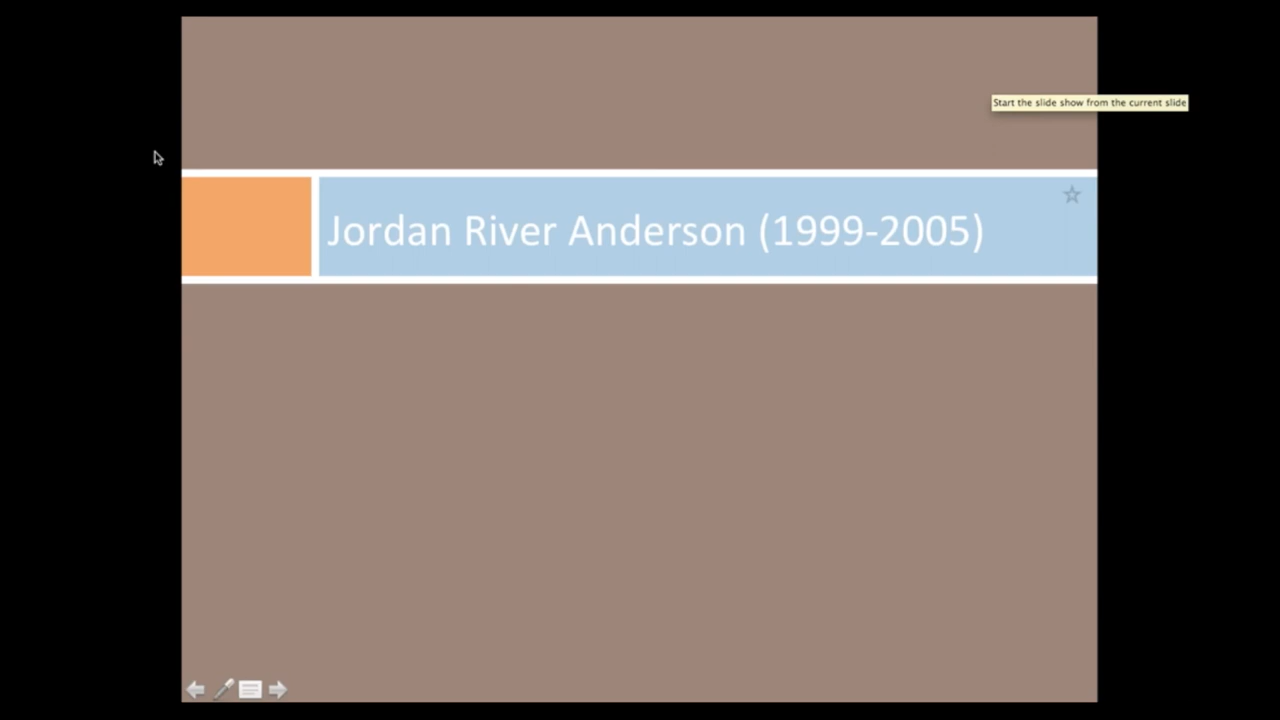 Start the slide show from the current slide
Jordan River Anderson (1999-2005)